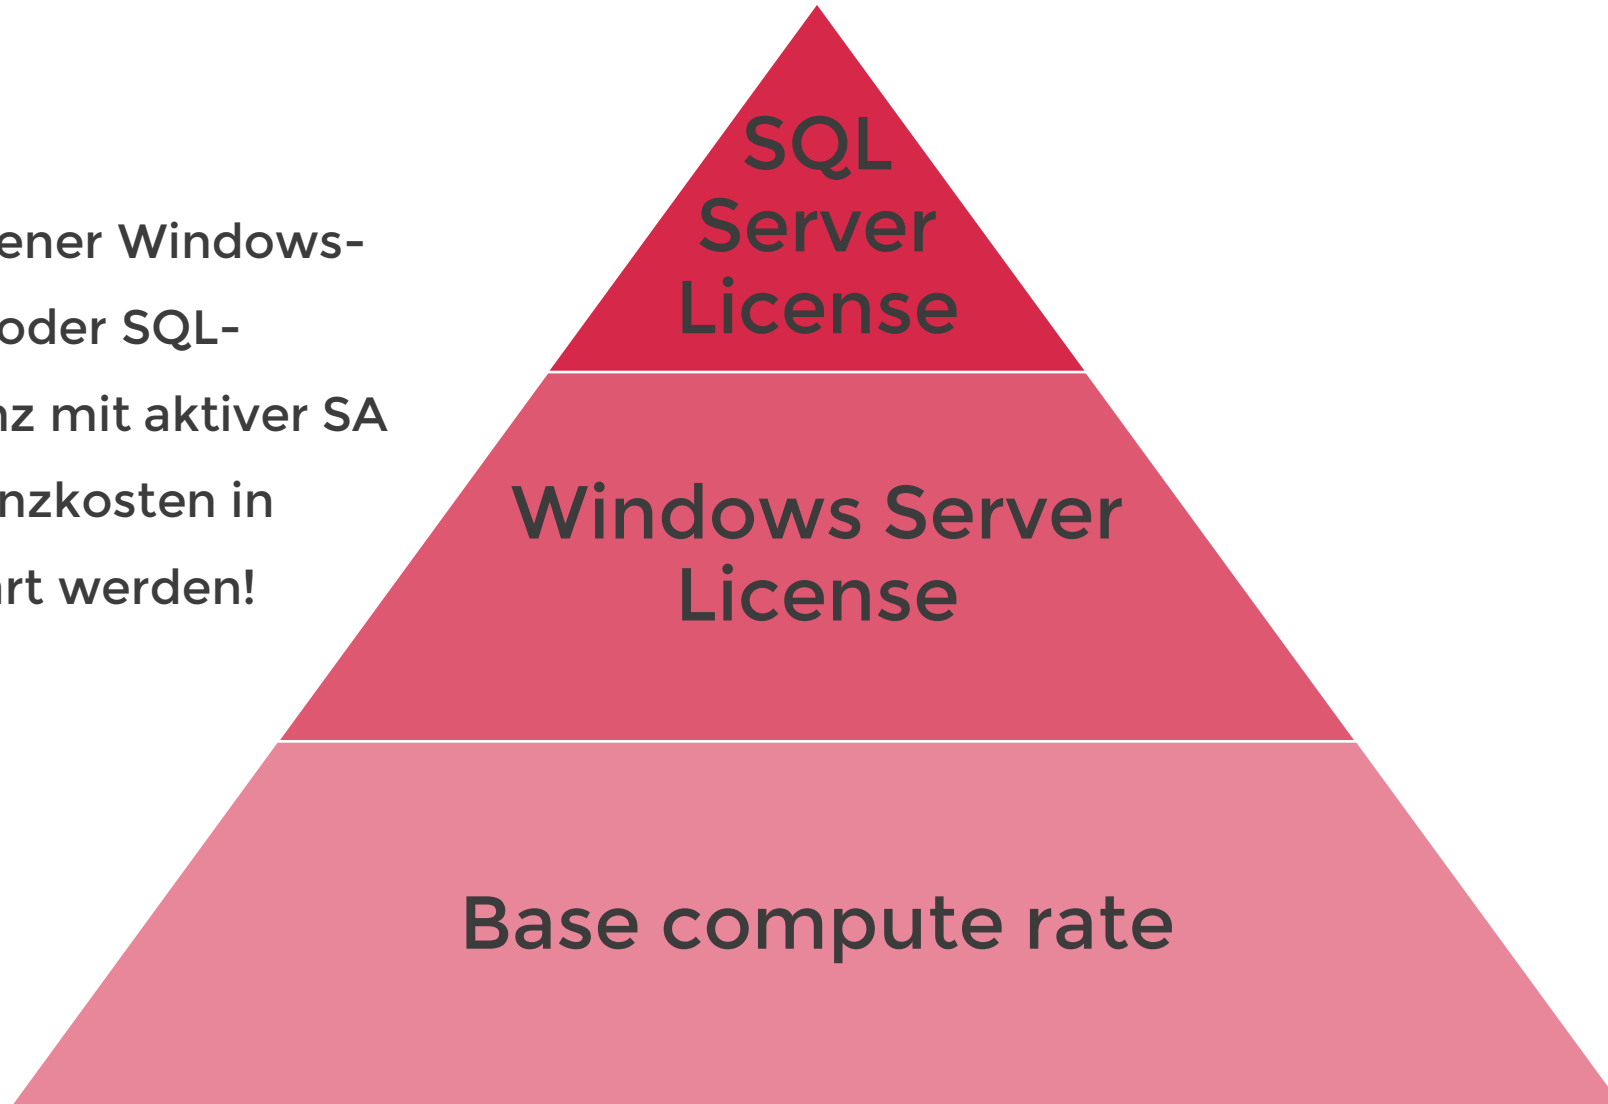 ener Windows-
oder SQL-
nz mit aktiver SA
nzkosten in
rt werden!
SQL
Server
License
Windows Server
License
Base compute rate